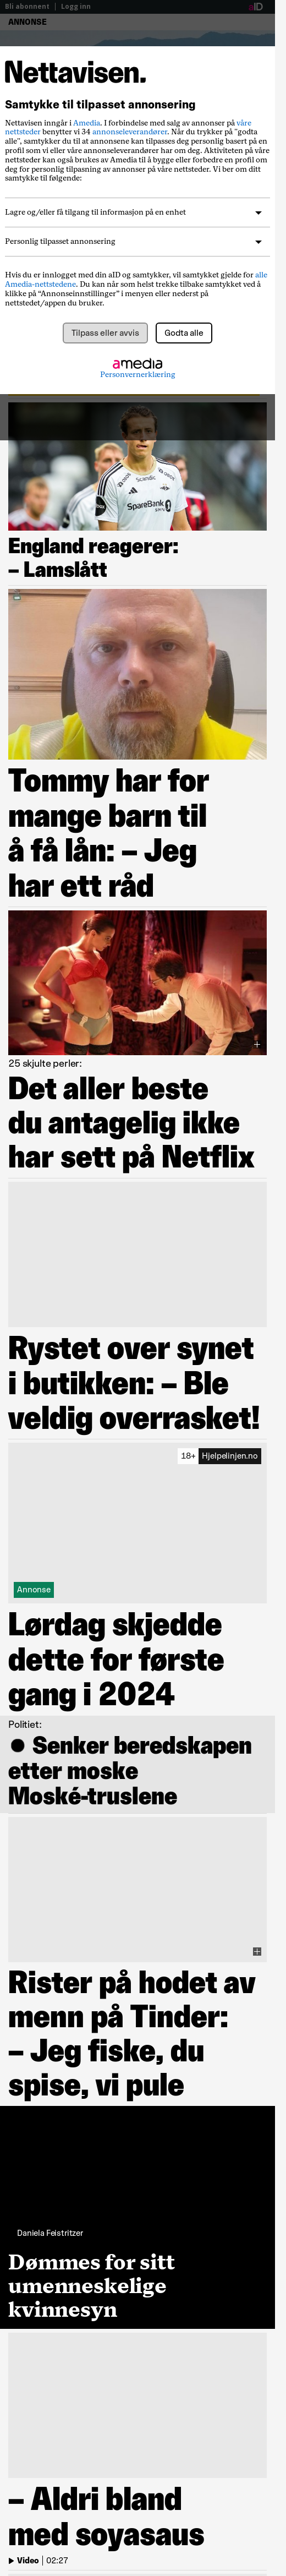 Bli abonnent | Logg inn
aID
ANNONSE
Nettavisen.
Samtykke til tilpasset annonsering
Nettavisen inngår i Amedia. I forbindelse med salg av annonser på våre
nettsteder benytter vi 34 annonseleverandører. Når du trykker på "godta
alle", samtykker du til at annonsene kan tilpasses deg personlig basert på en
profil som vi eller våre annonseleverandører har om deg. Aktiviteten på våre
nettsteder kan også brukes av Amedia til å bygge eller forbedre en profil om
deg for personlig tilpasning av annonser på våre nettsteder. Vi ber om ditt
samtykke til følgende:
Lagre og/eller få tilgang til informasjon på en enhet
Personlig tilpasset annonsering
Hvis du er innlogget med din aID og samtykker, vil samtykket gjelde for alle
Amedia-nettstedene. Du kan når som helst trekke tilbake samtykket ved å
klikke på “Annonseinnstillinger” i menyen eller nederst på
nettstedet/appen du bruker.
Tilpass eller avvis
Godta alle
amedia
Personvernerklæring
OBOS
Scandic
OBOS
SpareBank
England reagerer:
– Lamslått
Tommy har for
mange barn til
å få lån: – Jeg
har ett råd
25 skjulte perler:
Det aller beste
du antagelig ikke
har sett på Netflix
Rystet over synet
i butikken: – Ble
veldig overrasket!
18+ Hjelpelinjen.no
Annonse
Lørdag skjedde
dette for første
gang i 2024
Politiet:
Senker beredskapen
etter moske
Moské-truslene
Rister på hodet av
menn på Tinder:
– Jeg fiske, du
spise, vi pule
Daniela Feistritzer
Dømmes for sitt
umenneskelige
kvinnesyn
– Aldri bland
med soyasaus
Video | 02:27